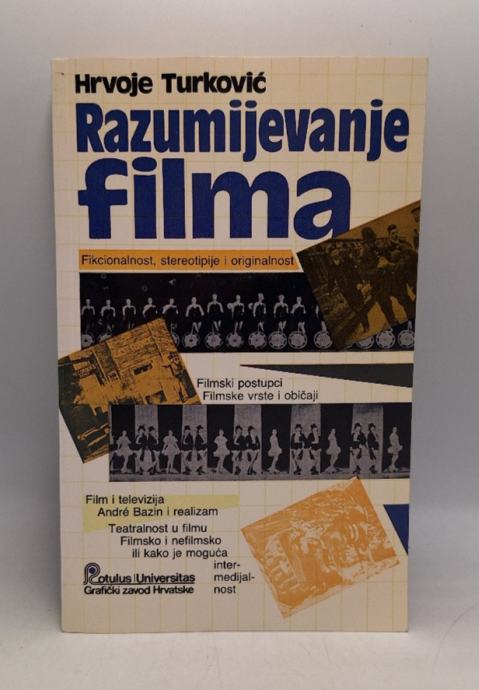 Hrvoje Turković
Razumijevanje
filma
Fikcionalnost, stereotipije i originalnost
Filmski postupci
Filmske vrste i običaji
Film i televizija
André Bazin i realizam
Teatralnost u filmu
Filmsko i nefilmsko
ili kako je moguća
inter-
medijal-
nost
Rotulus/Universitas
Grafički zavod Hrvatske